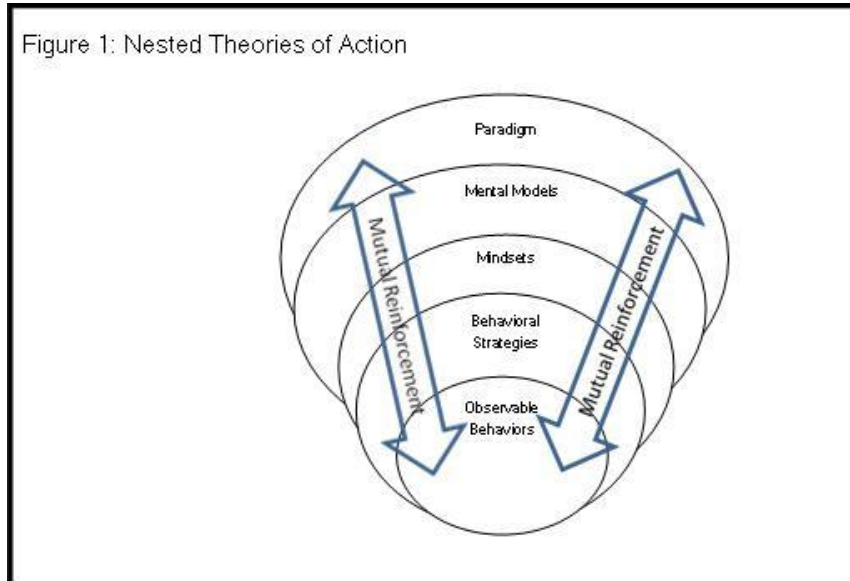 Figure 1: Nested Theories of Action
Paradigm
Mental Models
Mindsets
Behavioral
Strategies
Observable
Behaviors
Mutual Reinforcement
Mutual Reinforcement